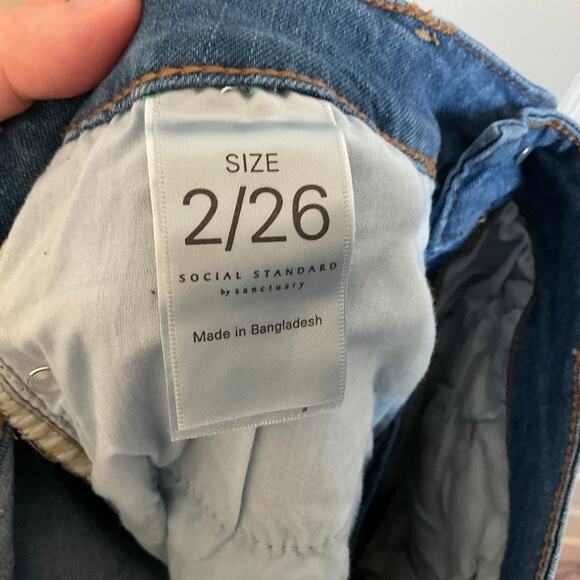 SIZE
2/26
SOCIAL STANDARD
by sanctuary
Made in Bangladesh